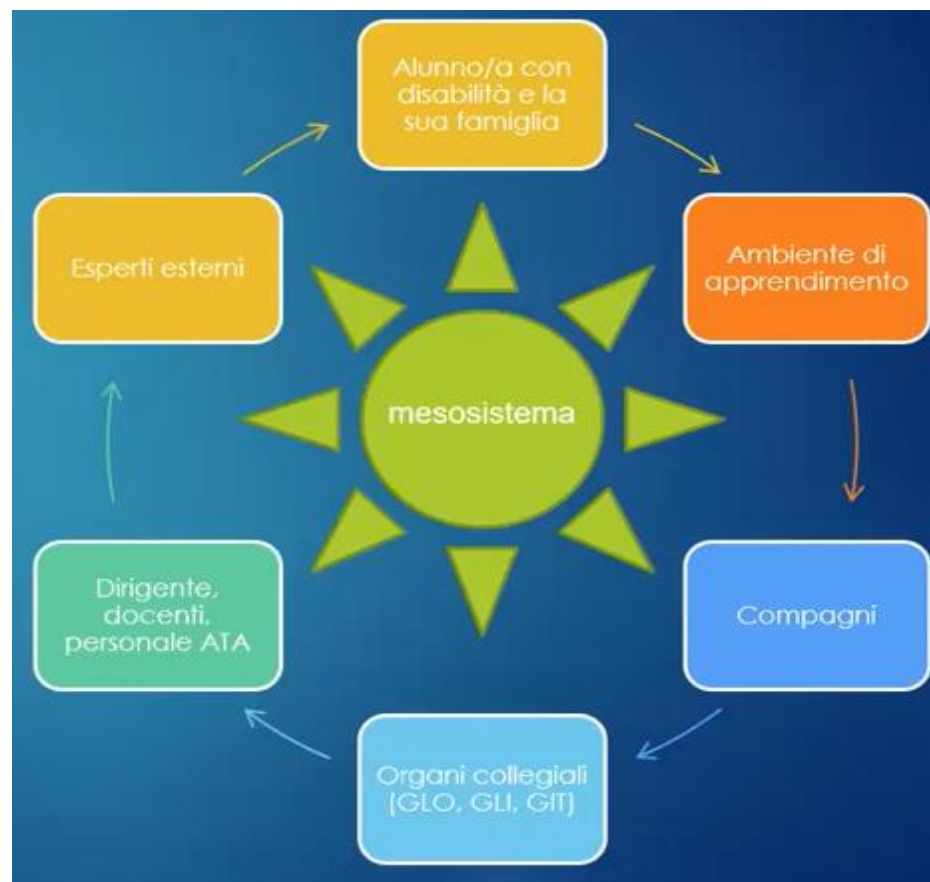 Alunno/a con
disabilità e la
sua famiglia
Ambiente di
apprendimento
Compagni
Organi collegiali
(GLO, GLI, GIT)
Dirigente,
docenti,
personale ATA
Esperti esterni
mesosistema